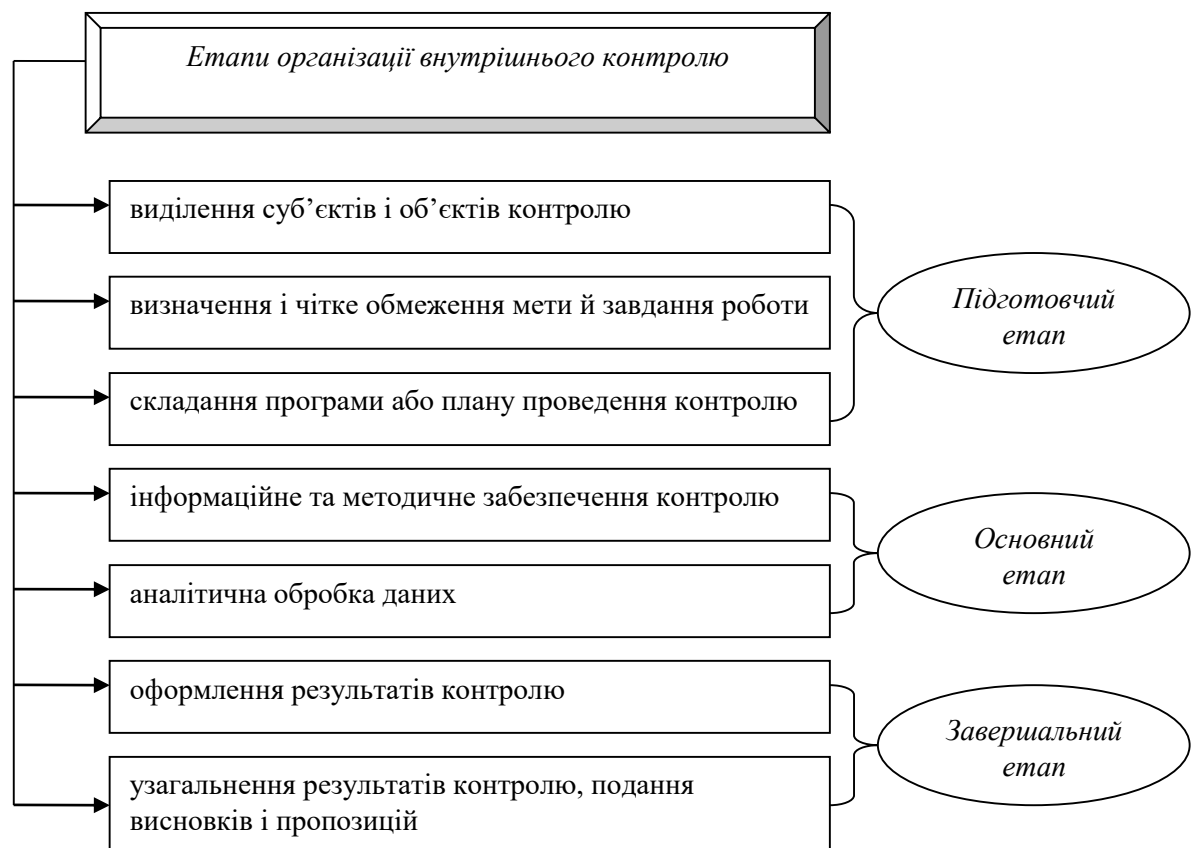 Етапи організації внутрішнього контролю
виділення суб’єктів і об’єктів контролю
визначення і чітке обмеження мети й завдання роботи
складання програми або плану проведення контролю
Підготовчий
етап
інформаційне та методичне забезпечення контролю
аналітична обробка даних
Основний
етап
оформлення результатів контролю
узагальнення результатів контролю, подання
висновків і пропозицій
Завершальний
етап